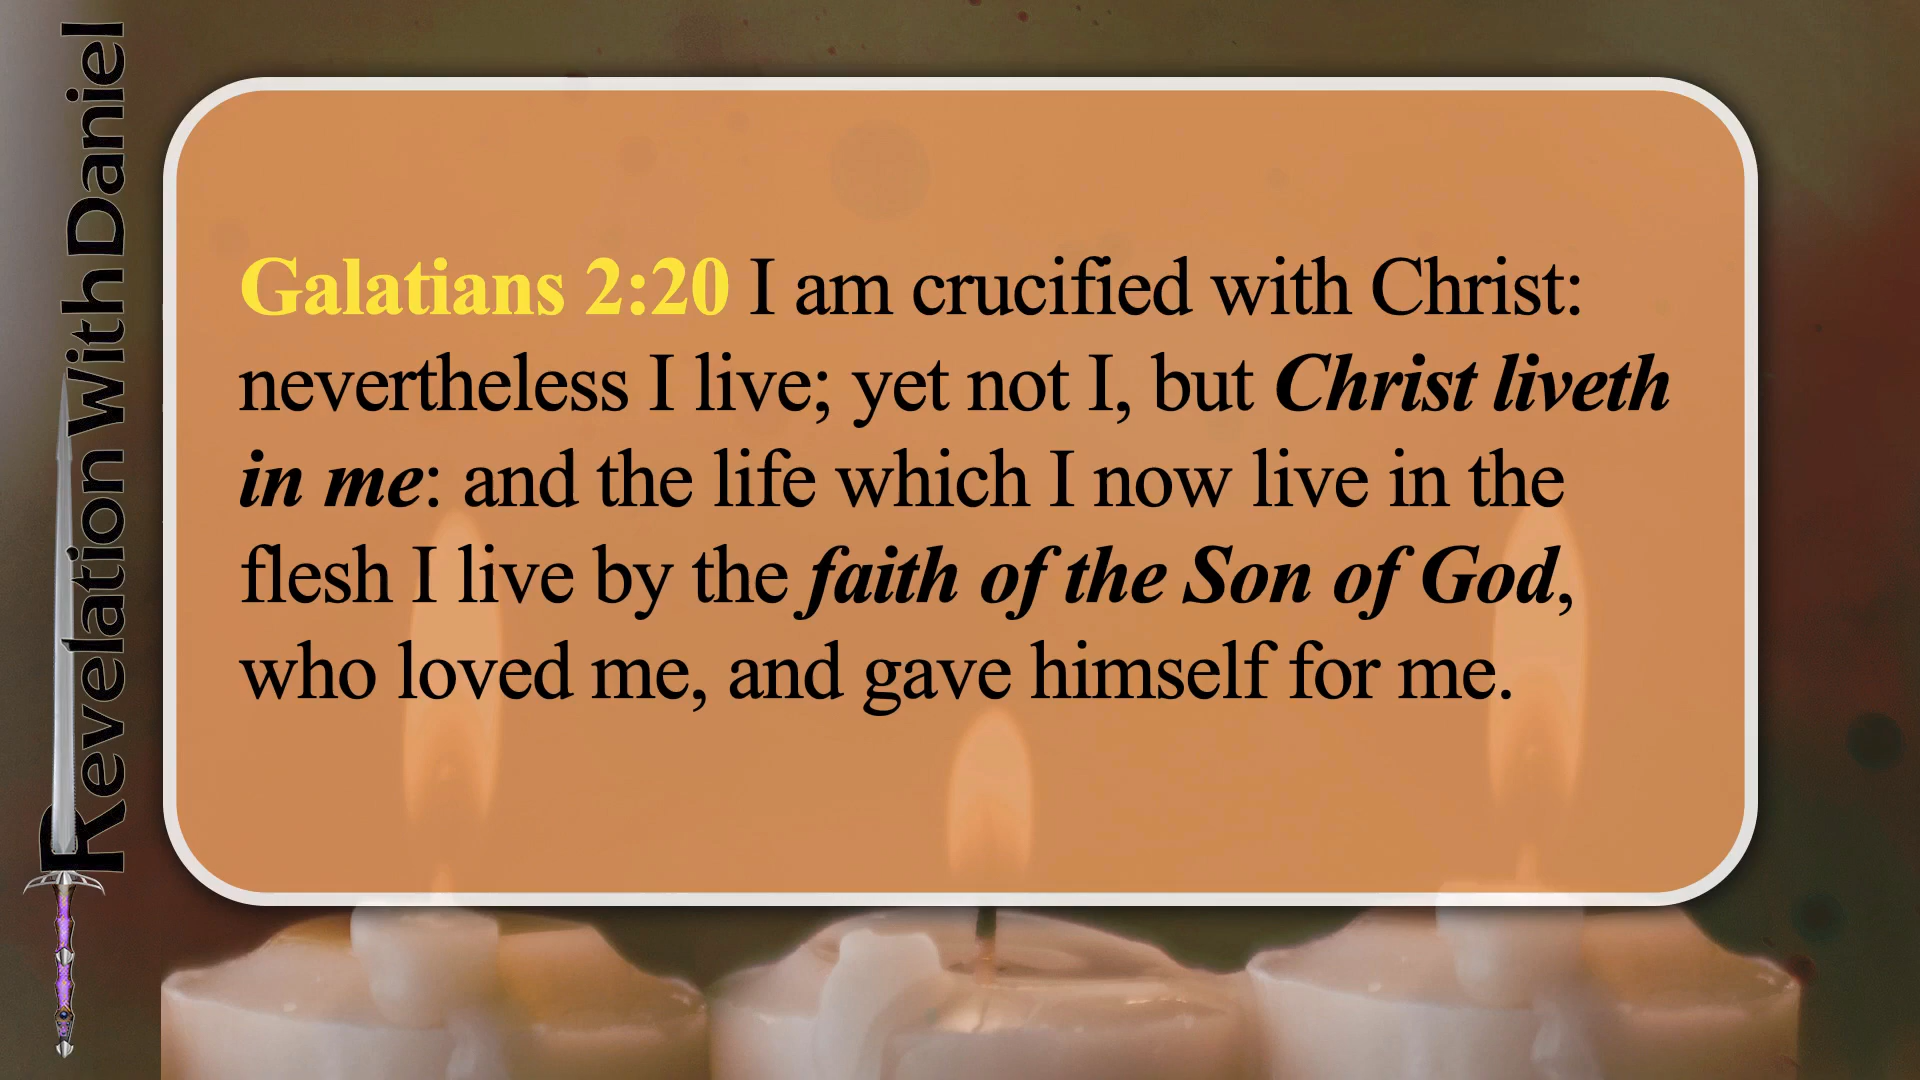 Revelation With Daniel
Galatians 2:20 I am crucified with Christ:
nevertheless I live; yet not I, but Christ liveth
in me: and the life which I now live in the
flesh I live by the faith of the Son of God,
who loved me, and gave himself for me.